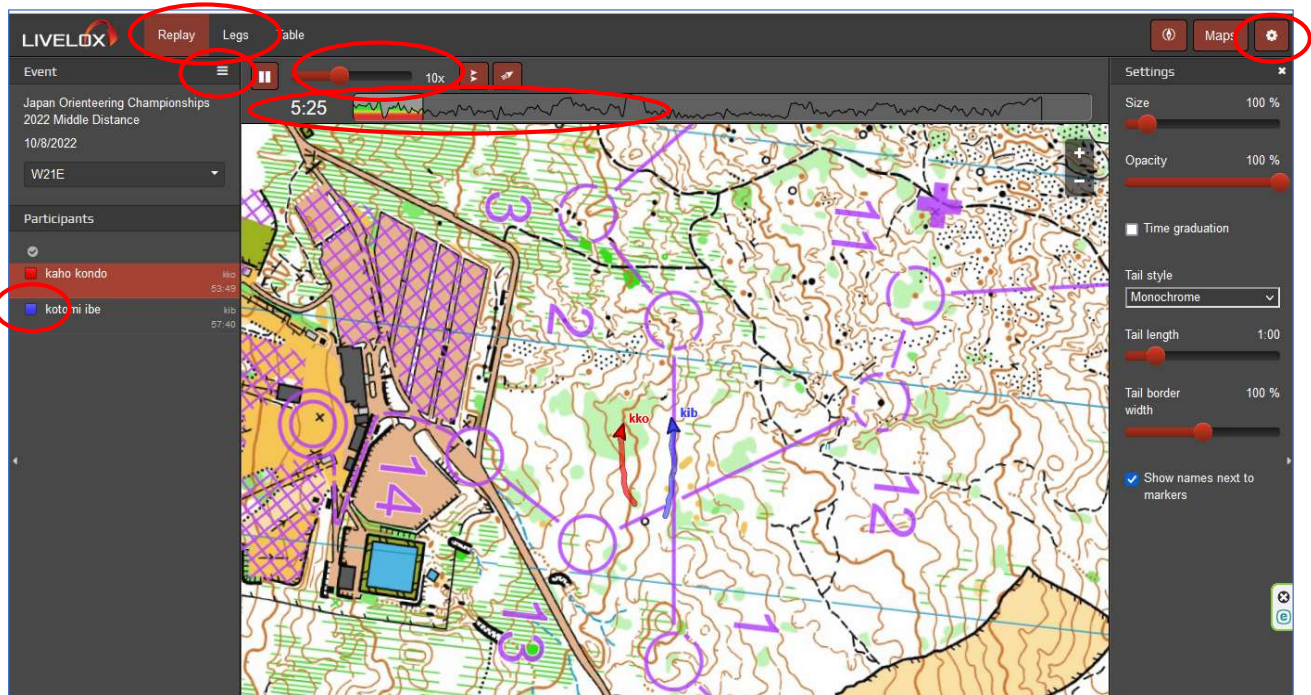 LIVELOX
Replay
Legs
Table
Maps
Event
Japan Orienteering Championships
2022 Middle Distance
10/8/2022
W21E
Participants
kaho kondo
kko
53:49
kotomi ibe
kib
57:40
10x
5:25
+
−
3
2
11
12
14
13
1
kko
kib
Settings
Size 100 %
Opacity 100 %
Time graduation
Tail style
Monochrome
Tail length 1:00
Tail border 100 %
width
Show names next to
markers
e